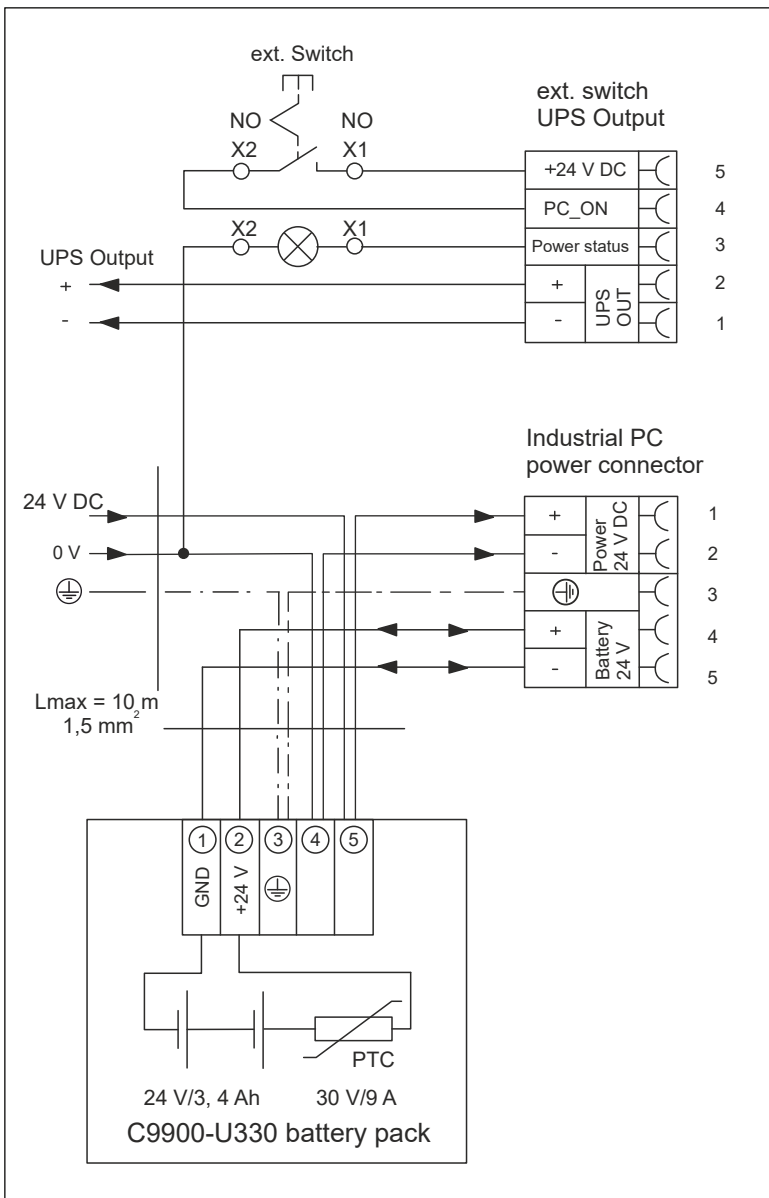 ext. Switch
ext. switch
UPS Output
NO NO
X2 X1
+24 V DC 5
PC_ON 4
X2 X1
Power status 3
UPS Output
+ + 2
- - 1
UPS
OUT
Industrial PC
power connector
24 V DC
+ 1
0 V
- 2
Power
24 V DC
3
+ 4
- 5
Battery
24 V
Lmax = 10 m
1,5 mm²
1 2 3 4 5
GND
+24 V
PTC
24 V/3, 4 Ah 30 V/9 A
C9900-U330 battery pack